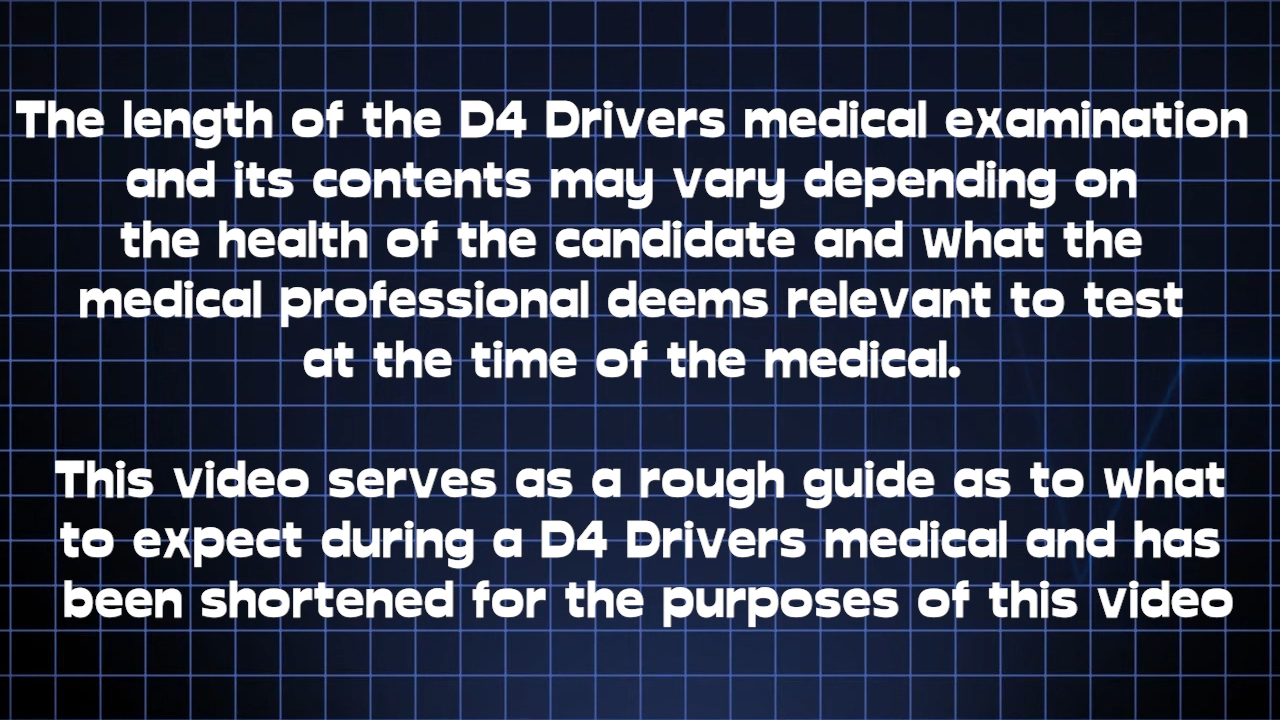 The length of the D4 Drivers medical examination
and its contents may vary depending on
the health of the candidate and what the
medical professional deems relevant to test
at the time of the medical.
This video serves as a rough guide as to what
to expect during a D4 Drivers medical and has
been shortened for the purposes of this video